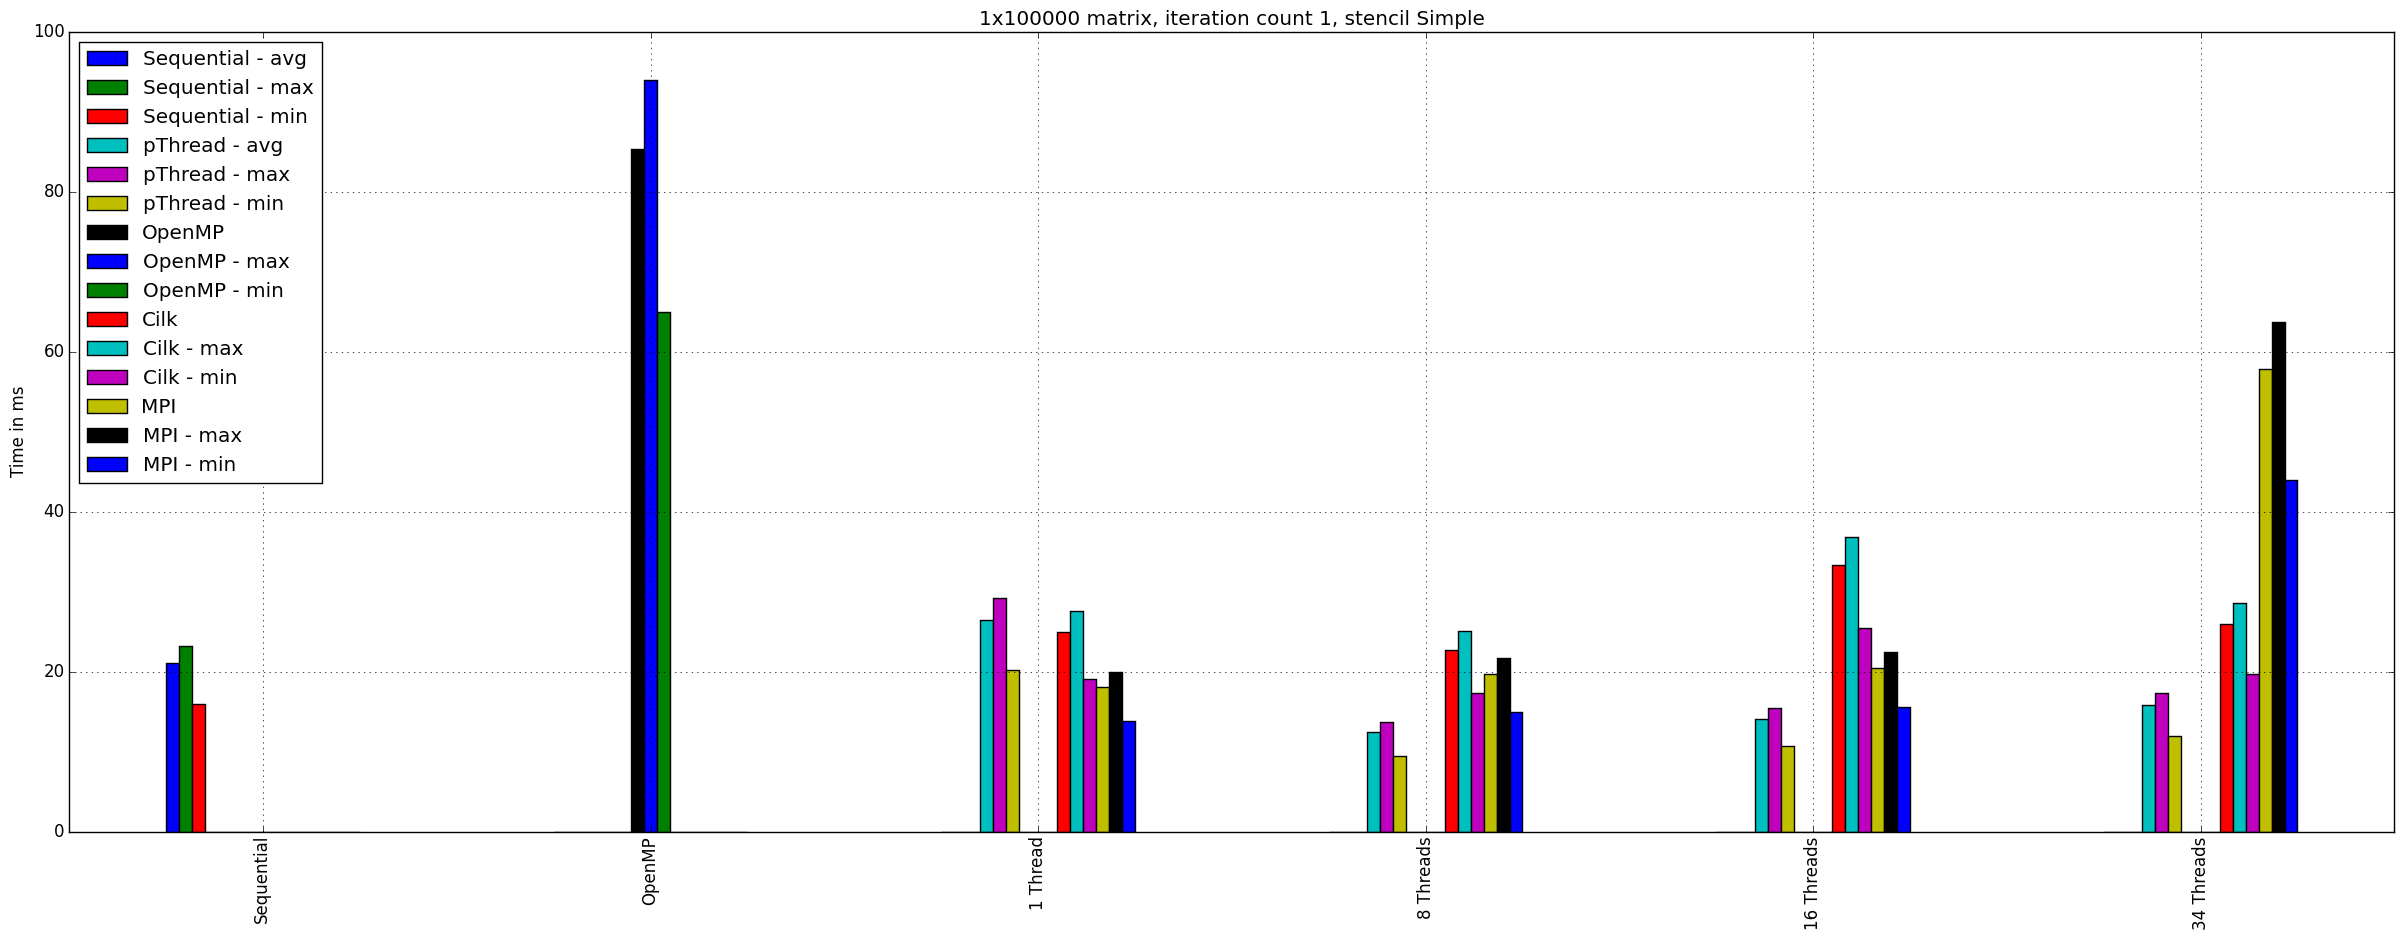 1x100000 matrix, iteration count 1, stencil Simple
100
80
60
40
20
0
Time in ms
Sequential - avg
Sequential - max
Sequential - min
pThread - avg
pThread - max
pThread - min
OpenMP
OpenMP - max
OpenMP - min
Cilk
Cilk - max
Cilk - min
MPI
MPI - max
MPI - min
Sequential
OpenMP
1 Thread
8 Threads
16 Threads
34 Threads